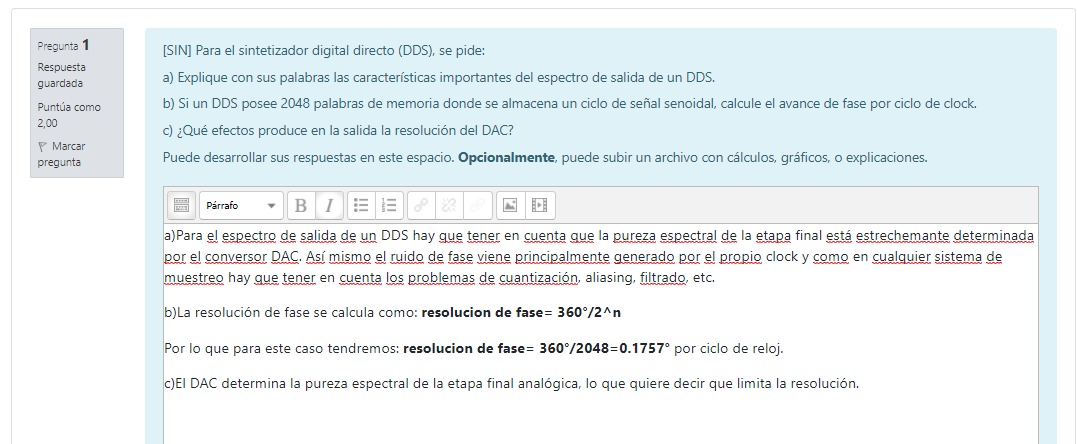 Pregunta 1
Respuesta
guardada
Puntúa como
2,00
Marcar
pregunta
[SIN] Para el sintetizador digital directo (DDS), se pide:
a) Explique con sus palabras las características importantes del espectro de salida de un DDS.
b) Si un DDS posee 2048 palabras de memoria donde se almacena un ciclo de señal senoidal, calcule el avance de fase por ciclo de clock.
c) ¿Qué efectos produce en la salida la resolución del DAC?
Puede desarrollar sus respuestas en este espacio. Opcionalmente, puede subir un archivo con cálculos, gráficos, o explicaciones.
Párrafo B I
a)Para el espectro de salida de un DDS hay que tener en cuenta que la pureza espectral de la etapa final está estrechemante determinada
por el conversor DAC. Así mismo el ruido de fase viene principalmente generado por el propio clock y como en cualquier sistema de
muestreo hay que tener en cuenta los problemas de cuantización, aliasing, filtrado, etc.
b)La resolución de fase se calcula como: resolucion de fase= 360°/2^n
Por lo que para este caso tendremos: resolucion de fase= 360°/2048=0.1757° por ciclo de reloj.
c)El DAC determina la pureza espectral de la etapa final analógica, lo que quiere decir que limita la resolución.